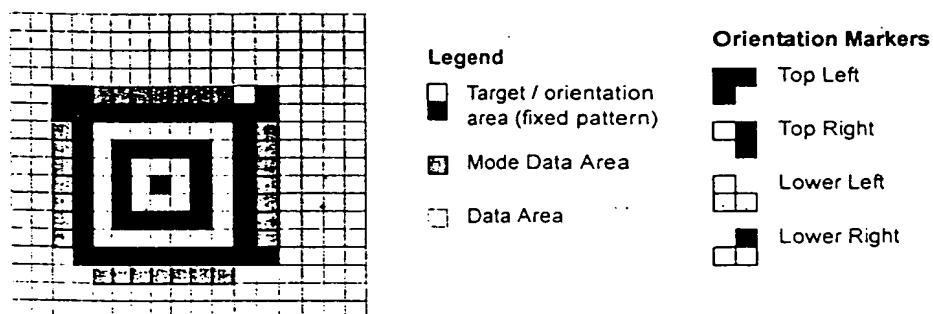 Legend
Target / orientation
area (fixed pattern)
Mode Data Area
Data Area
Orientation Markers
Top Left
Top Right
Lower Left
Lower Right